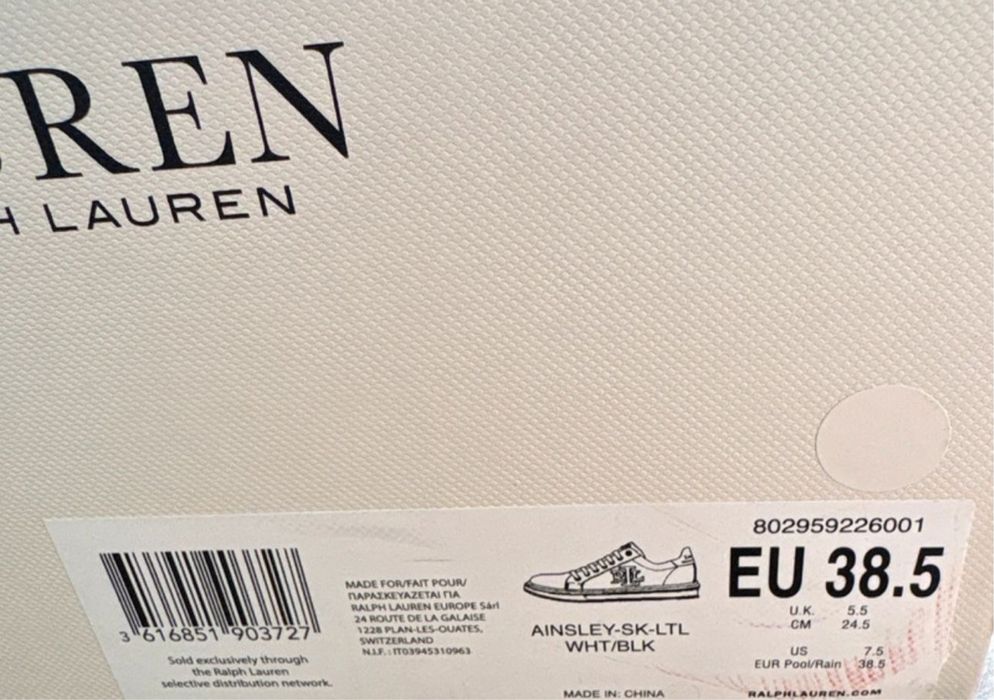 REN
H LAUREN
802959226001
EU 38.5
U.K. 5.5
CM 24.5
US 7.5
EUR Pool/Rain 38.5
RALPHLAUREN.COM
AINSLEY-SK-LTL
WHT/BLK
MADE IN: CHINA
MADE FOR/FAIT POUR/
ΠΑΡΑΣΚΕΥΑΖΕΤΑΙ ΓΙΑ
RALPH LAUREN EUROPE Sárl
24 ROUTE DE LA GALAISE
1228 PLAN-LES-OUATES,
SWITZERLAND
N.I.F. : IT03945310963
3 616851 903727
Sold exclusively through
the Ralph Lauren
selective distribution network.